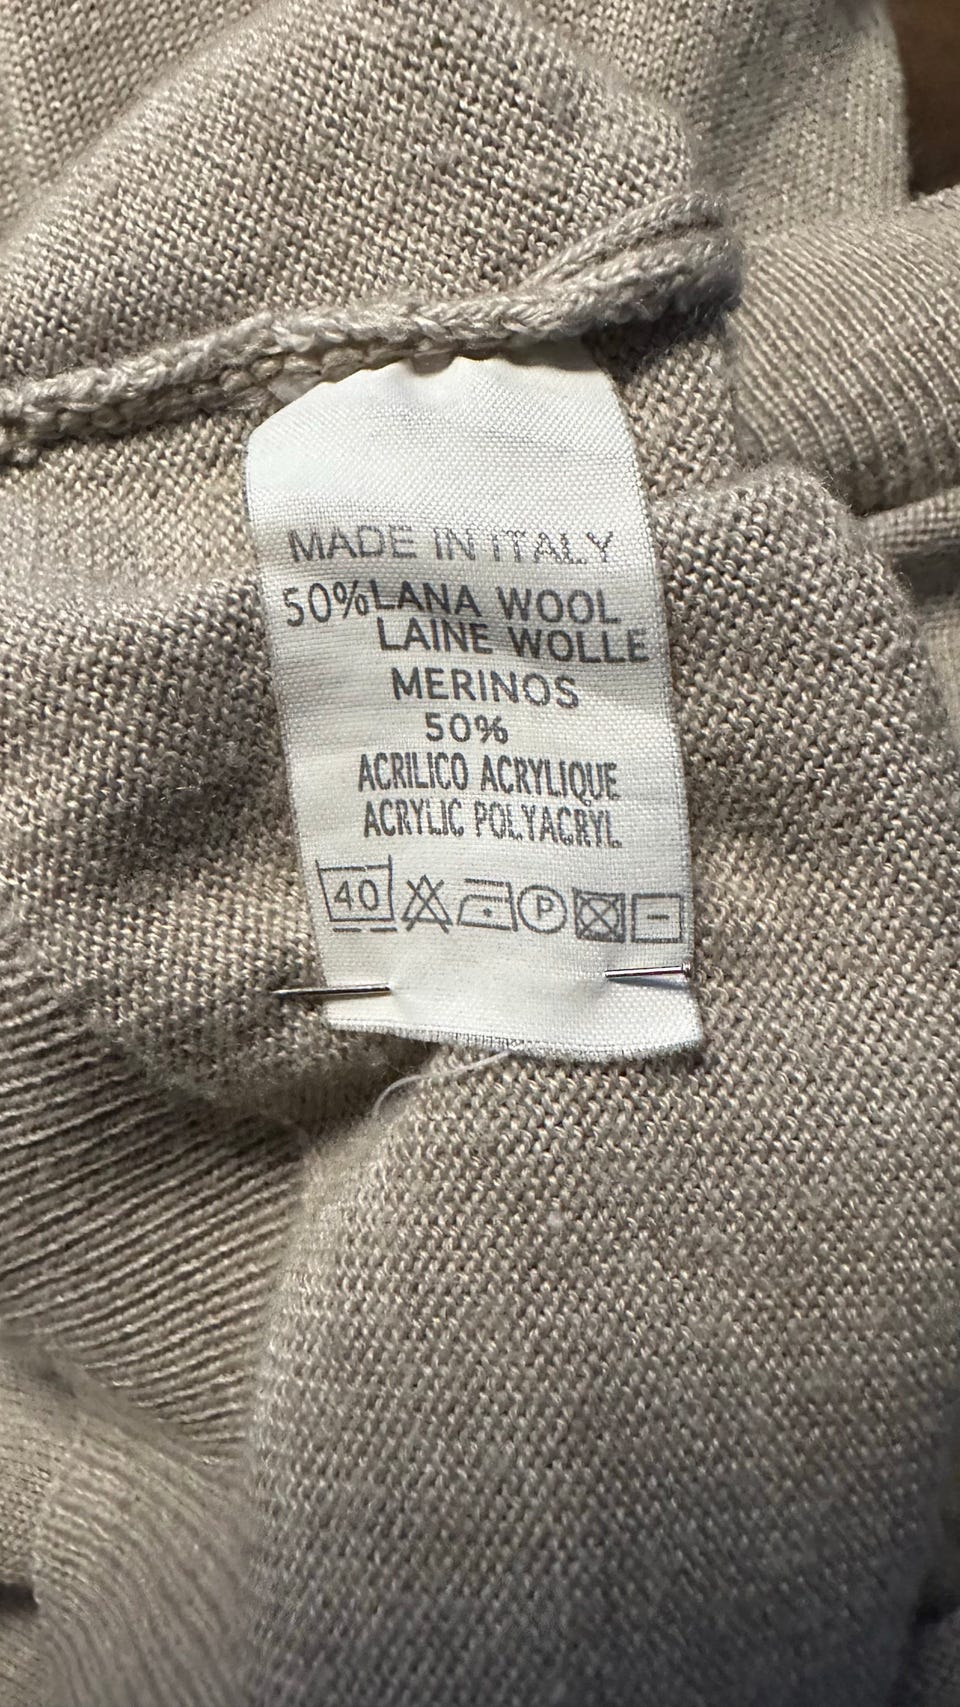 MADE IN ITALY
50% LANA WOOL
LAINE WOLLE
MERINOS
50%
ACRILICO ACRYLIQUE
ACRYLIC POLYACRYL
40 P